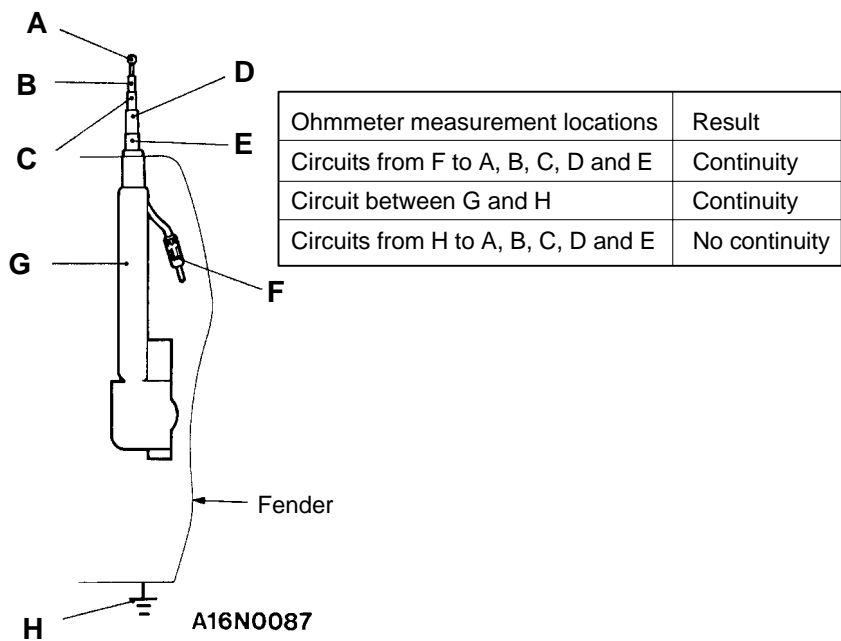 A
B
D
C
E
G
F
Ohmmeter measurement locations Result
Circuits from F to A, B, C, D and E Continuity
Circuit between G and H Continuity
Circuits from H to A, B, C, D and E No continuity
Fender
H
A16N0087